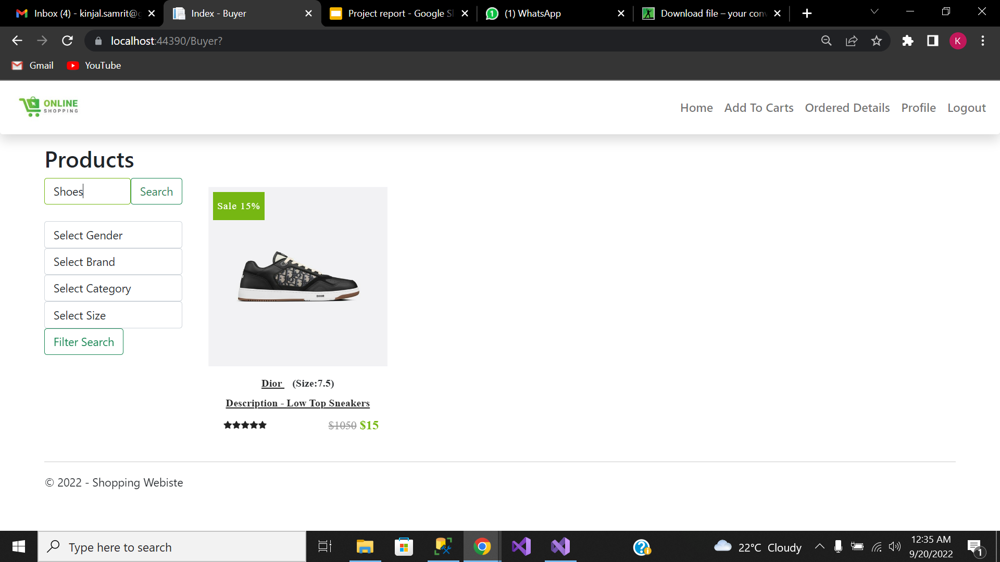 Inbox (4) - kinjal.samrit@
Index - Buyer
Project report - Google Sl
(1) WhatsApp
Download file – your con
localhost:44390/Buyer?
K
Gmail
YouTube
ONLINE
SHOPPING
Home
Add To Carts
Ordered Details
Profile
Logout
Products
Shoes
Search
Select Gender
Select Brand
Select Category
Select Size
Filter Search
Sale 15%
DIOR
Dior (Size:7.5)
Description - Low Top Sneakers
$1050 $15
© 2022 - Shopping Webiste
Type here to search
22°C Cloudy
12:35 AM
9/20/2022
1